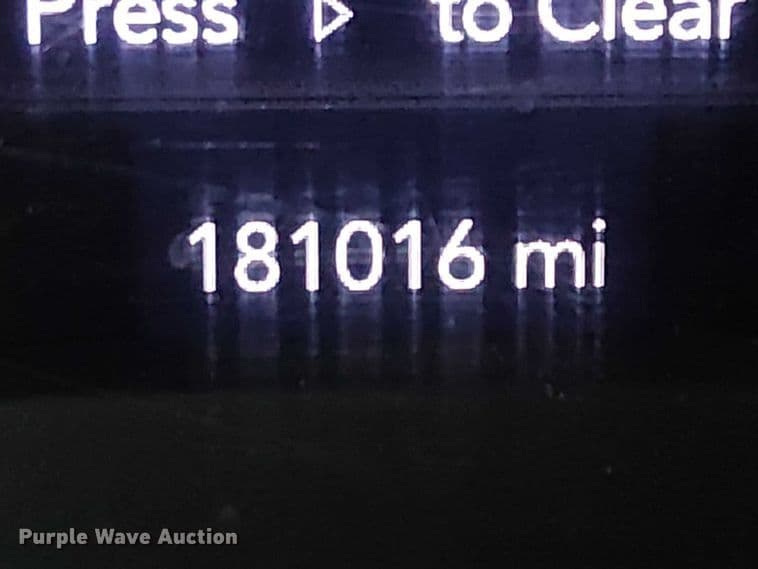 Press ▷ to Clear
181016 mi
Purple Wave Auction